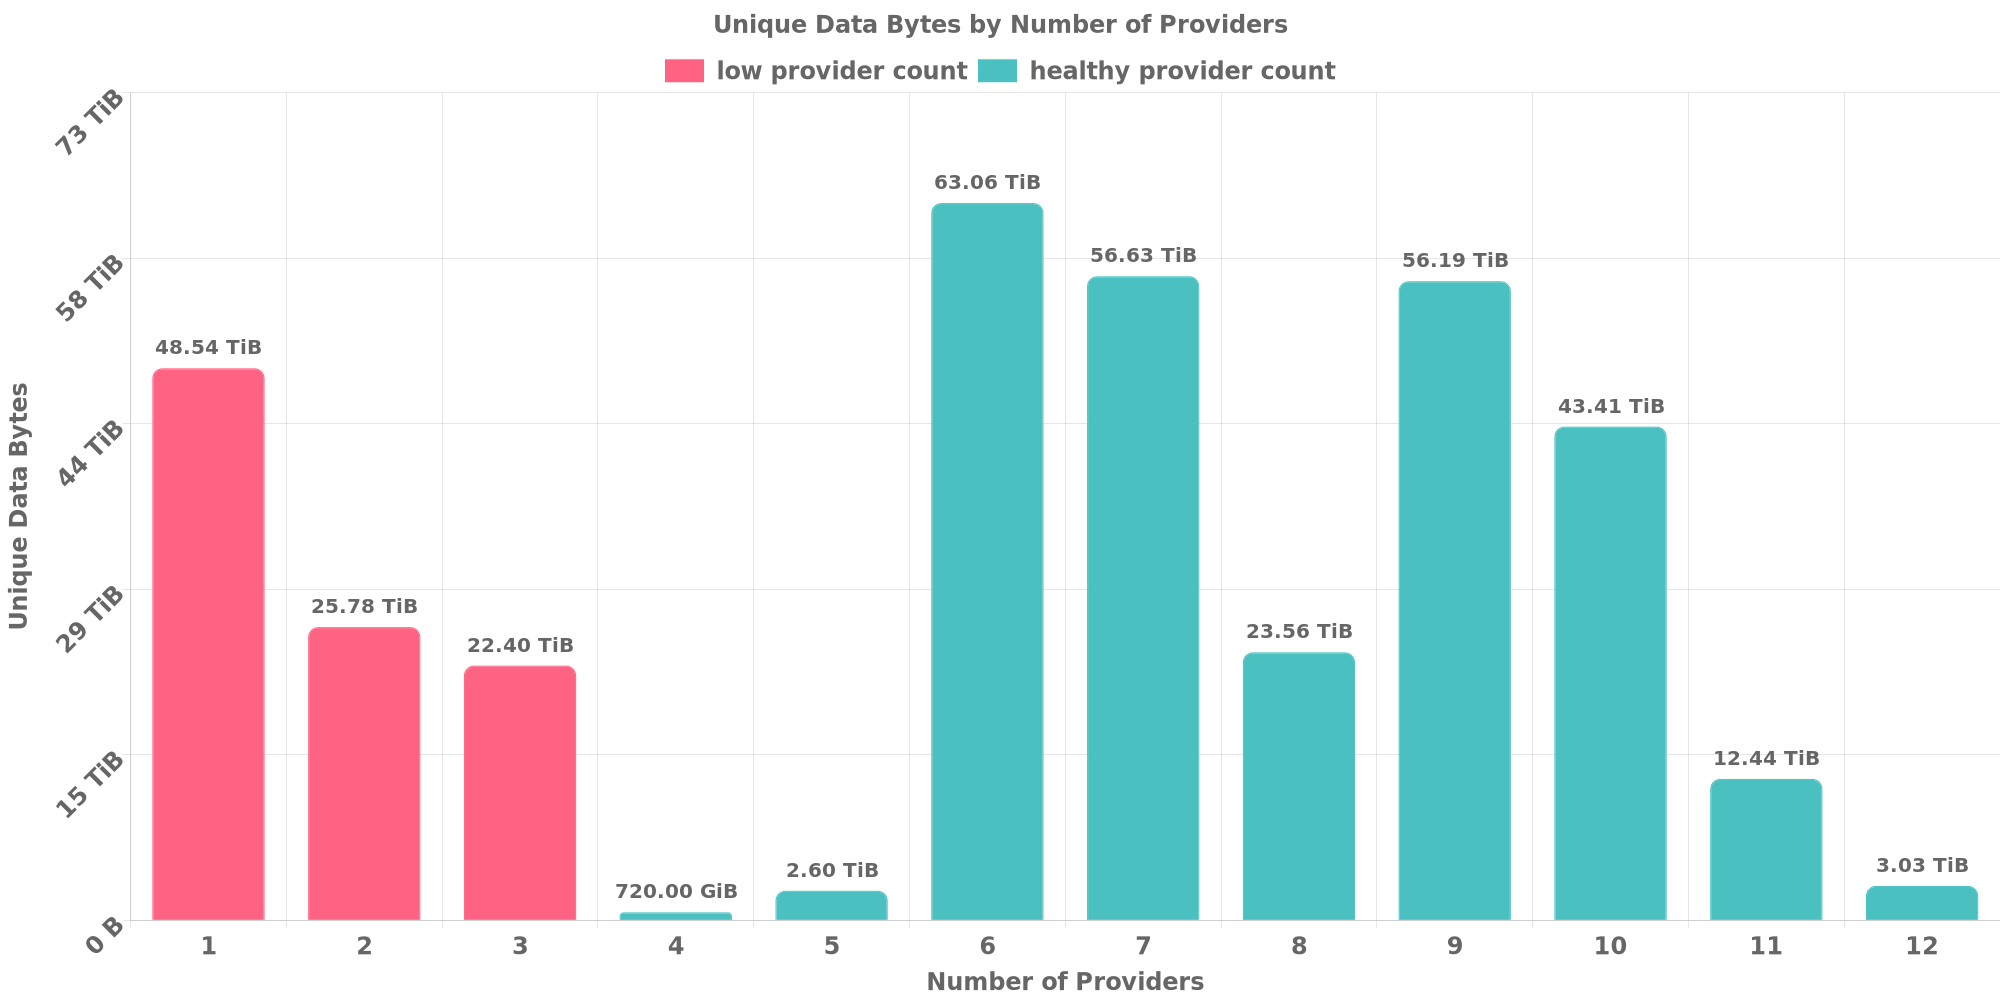 Unique Data Bytes by Number of Providers
low provider count
healthy provider count
73 TiB
58 TiB
44 TiB
29 TiB
15 TiB
0 B
Unique Data Bytes
48.54 TiB
25.78 TiB
22.40 TiB
720.00 GiB
2.60 TiB
63.06 TiB
56.63 TiB
23.56 TiB
56.19 TiB
43.41 TiB
12.44 TiB
3.03 TiB
1 2 3 4 5 6 7 8 9 10 11 12
Number of Providers